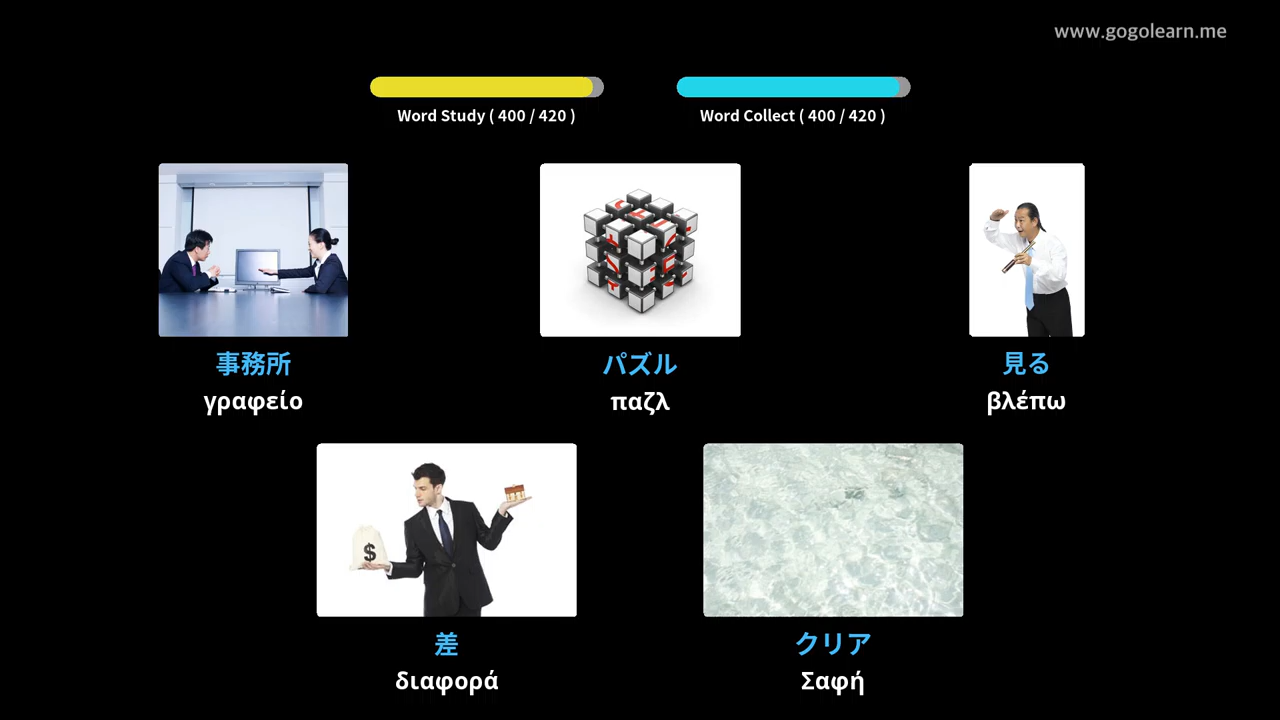 www.gogolearn.me
Word Study ( 400 / 420 )
Word Collect ( 400 / 420 )
事務所
γραφείο
パズル
παζλ
見る
βλέπω
$
差
διαφορά
クリア
Σαφή